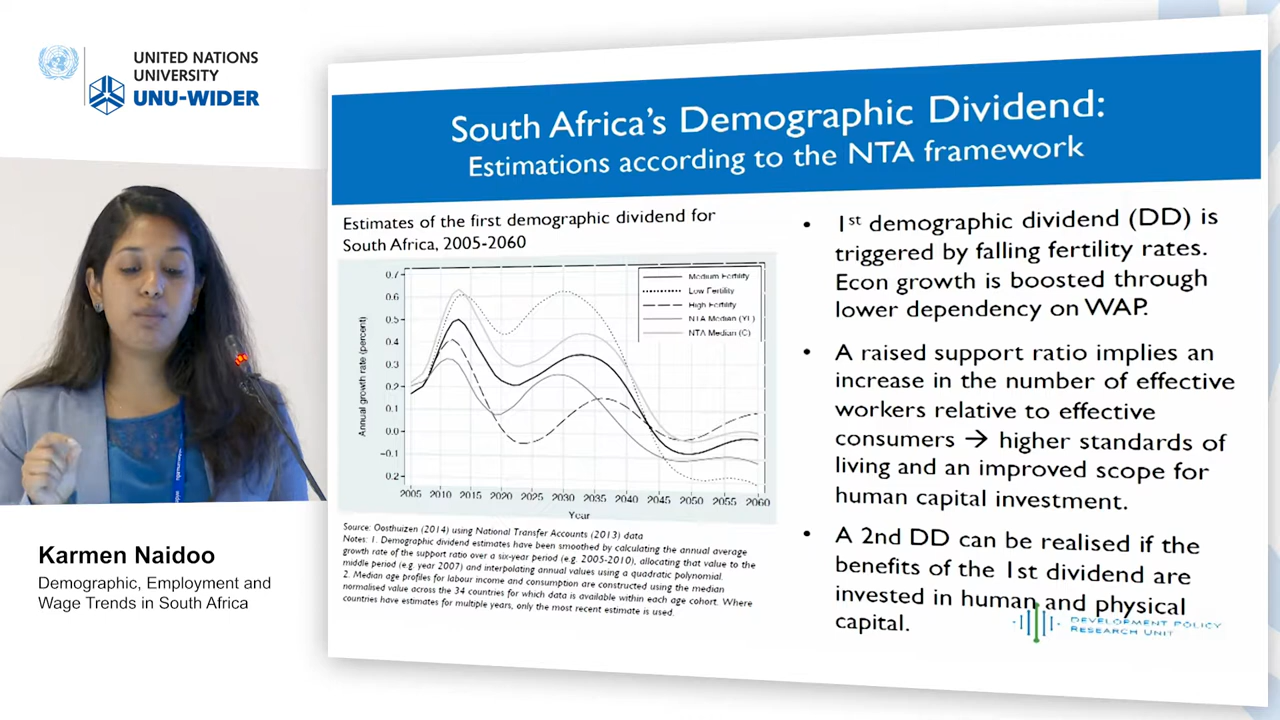 UNITED NATIONS
UNIVERSITY
UNU-WIDER
South Africa's Demographic Dividend:
Estimations according to the NTA framework
Estimates of the first demographic dividend for
South Africa, 2005-2060
Annual growth rate (percent)
0.7
0.6
0.5
0.4
0.3
0.2
0.1
0.0
-0.1
0.2
Medium Fertility
Low Fertility
High Fertility
NTA Median (YL)
NTA Median (C)
2005 2010 2015 2020 2025 2030 2035 2040 2045 2050 2055 2060
Year
Source: Oosthuizen (2014) using National Transfer Accounts (2013) data
Notes: 1. Demographic dividend estimates have been smoothed by calculating the annual average
growth rate of the support ratio over a six-year period (e.g. 2005-2010), allocating that value to the
middle period (e.g. year 2007) and interpolating annual values using a quadratic polynomial.
2. Median age profiles for labour income and consumption are constructed using the median
normalised value across the 34 countries for which data is available within each age cohort. Where
countries have estimates for multiple years, only the most recent estimate is used.
• 1st demographic dividend (DD) is
triggered by falling fertility rates.
Econ growth is boosted through
lower dependency on WAP.
• A raised support ratio implies an
increase in the number of effective
workers relative to effective
consumers → higher standards of
living and an improved scope for
human capital investment.
• A 2nd DD can be realised if the
benefits of the 1st dividend are
invested in human and physical
capital.
DEVELOPMENT POLICY
RESEARCH UNIT
Karmen Naidoo
Demographic, Employment and
Wage Trends in South Africa